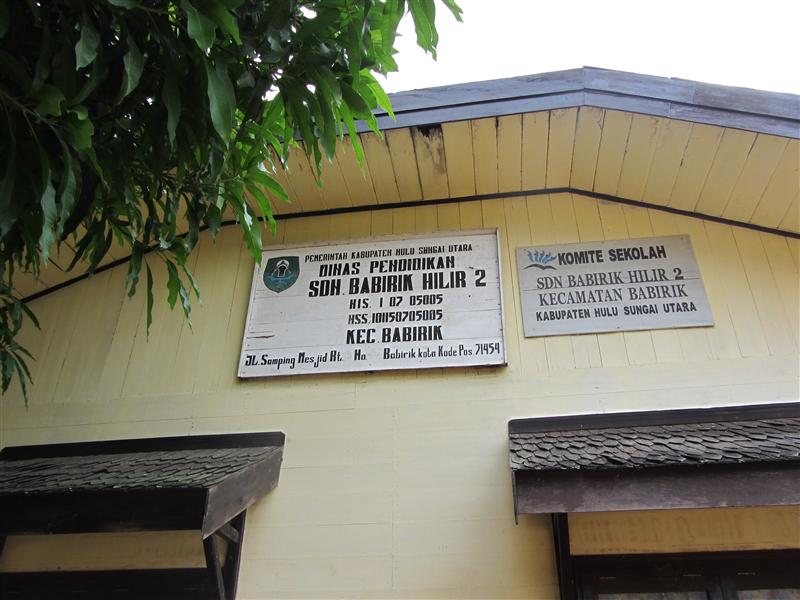 PEMERINTAH KABUPATEN HULU SUNGAI UTARA
DINAS PENDIDIKAN
SDN. BABIRIK HILIR 2
NIS. 1 07 05005
NSS. 101150705005
KEC. BABIRIK
JL. Samping Mesjid Rt. No. Babirik kota Kode Pos. 71454
KOMITE SEKOLAH
SDN BABIRIK HILIR 2
KECAMATAN BABIRIK
KABUPATEN HULU SUNGAI UTARA